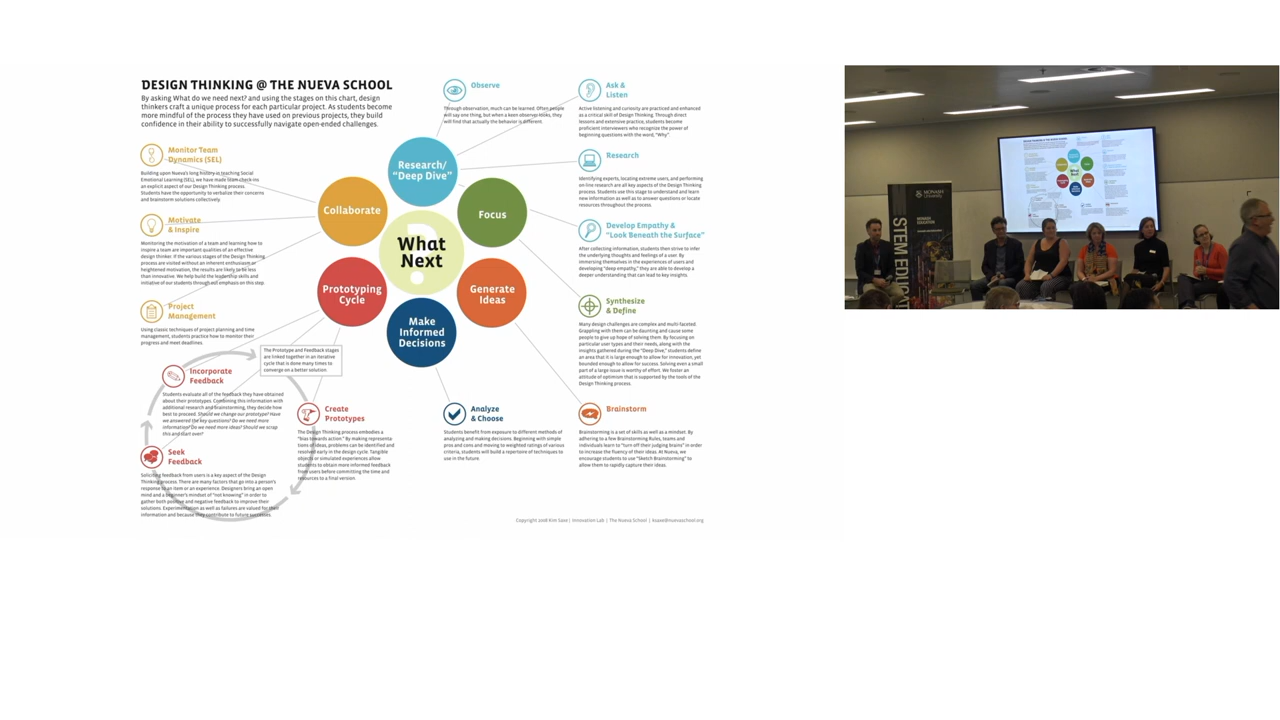 DESIGN THINKING @ THE NUEVA SCHOOL
By asking What do we need next? and using the stages on this chart, design
thinkers craft a unique process for each particular project. As students become
more mindful of the process they have used on previous projects, they build
confidence in their ability to successfully navigate open-ended challenges.
Monitor Team
Dynamics (SEL)
Building upon Nueva's long history in teaching Social
Emotional Learning (SEL), we have made team check-ins
an explicit aspect of our Design Thinking process.
Students have the opportunity to verbalize their concerns
and brainstorm solutions collectively.
Motivate
& Inspire
Monitoring the motivation of a team and learning how to
inspire a team are important qualities of an effective
design thinker. If the various stages of the Design Thinking
process are visited without an inherent enthusiasm or
heightened motivation, the results are likely to be less
than innovative. We help build the leadership skills and
initiative of our students through our emphasis on this step.
Project
Management
Using classic techniques of project planning and time
management, students practice how to monitor their
progress and meet deadlines.
Incorporate
Feedback
Students evaluate all of the feedback they have obtained
about their prototypes. Combining this information with
additional research and brainstorming, they decide how
best to proceed. Should we change our prototype? Have
we answered the key questions? Do we need more
information? Do we need more ideas? Should we scrap
this and start over?
Seek
Feedback
Soliciting feedback from users is a key aspect of the Design
Thinking process. There are many factors that go into a person's
response to an item or an experience. Designers bring an open
mind and a beginner's mindset of "not knowing" in order to
gather both positive and negative feedback to improve their
solutions. Experimentation as well as failures are valued for their
information and because they contribute to future successes.
The Prototype and Feedback stages
are linked together in an iterative
cycle that is done many times to
converge on a better solution.
Create
Prototypes
The Design Thinking process embodies a
"bias towards action." By making representa-
tions of ideas, problems can be identified and
resolved early in the design cycle. Tangible
objects or simulated experiences allow
students to obtain more informed feedback
from users before committing the time and
resources to a final version.
Research/
"Deep Dive"
Collaborate
Focus
What
Next
?
Prototyping
Cycle
Generate
Ideas
Make
Informed
Decisions
Observe
Through observation, much can be learned. Often people
will say one thing, but when a keen observer looks, they
will find that actually the behavior is different.
Ask &
Listen
Active listening and curiosity are practiced and enhanced
as a critical skill of Design Thinking. Through direct
lessons and extensive practice, students become
proficient interviewers who recognize the power of
beginning questions with the word, "Why".
Research
Identifying experts, locating extreme users, and performing
on line research are all key aspects of the Design Thinking
process. Students use this stage to understand and learn
new information as well as to answer questions or locate
resources throughout the process.
Develop Empathy &
"Look Beneath the Surface"
After collecting information, students then strive to infer
the underlying thoughts and feelings of a user. By
immersing themselves in the experiences of users and
developing "deep empathy," they are able to develop a
deeper understanding that can lead to key insights.
Synthesize
& Define
Many design challenges are complex and multi-faceted.
Grappling with them can be daunting and cause some
people to give up hope of solving them. By focusing on
particular user types and their needs, along with the
insights gathered during the "Deep Dive," students define
an area that is large enough to allow for innovation, yet
bounded enough to allow for success. Solving even a small
part of a large issue is worthy of effort. We foster an
attitude of optimism that is supported by the tools of the
Design Thinking process.
Analyze
& Choose
Students benefit from exposure to different methods of
analyzing and making decisions. Beginning with simple
pros and cons and moving to weighted ratings of various
criteria, students will build a repertoire of techniques to
use in the future.
Brainstorm
Brainstorming is a set of skills as well as a mindset. By
adhering to a few Brainstorming Rules, teams and
individuals learn to "turn off their judging brain" in order
to increase the fluency of their ideas. At Nueva, we
encourage students to use "Sketch Brainstorming" to
allow them to rapidly capture their ideas.
Copyright 2018 Kim Saxe | Innovation Lab | The Nueva School | ksaxe@nuevaschool.org
MONASH
STEM EDUCAT